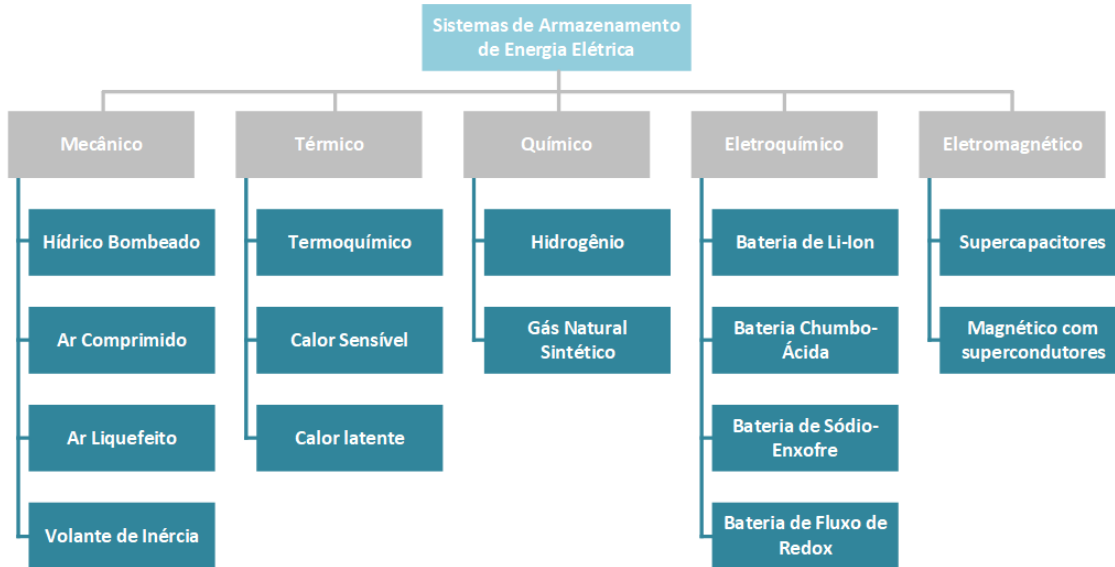 Sistemas de Armazenamento
de Energia Elétrica
Mecânico
Térmico
Químico
Eletroquímico
Eletromagnético
Hídrico Bombeado
Termoquímico
Hidrogênio
Bateria de Li-Ion
Supercapacitores
Ar Comprimido
Calor Sensível
Gás Natural
Sintético
Bateria Chumbo-
Ácida
Magnético com
supercondutores
Ar Liquefeito
Calor latente
Bateria de Sódio-
Enxofre
Volante de Inércia
Bateria de Fluxo de
Redox